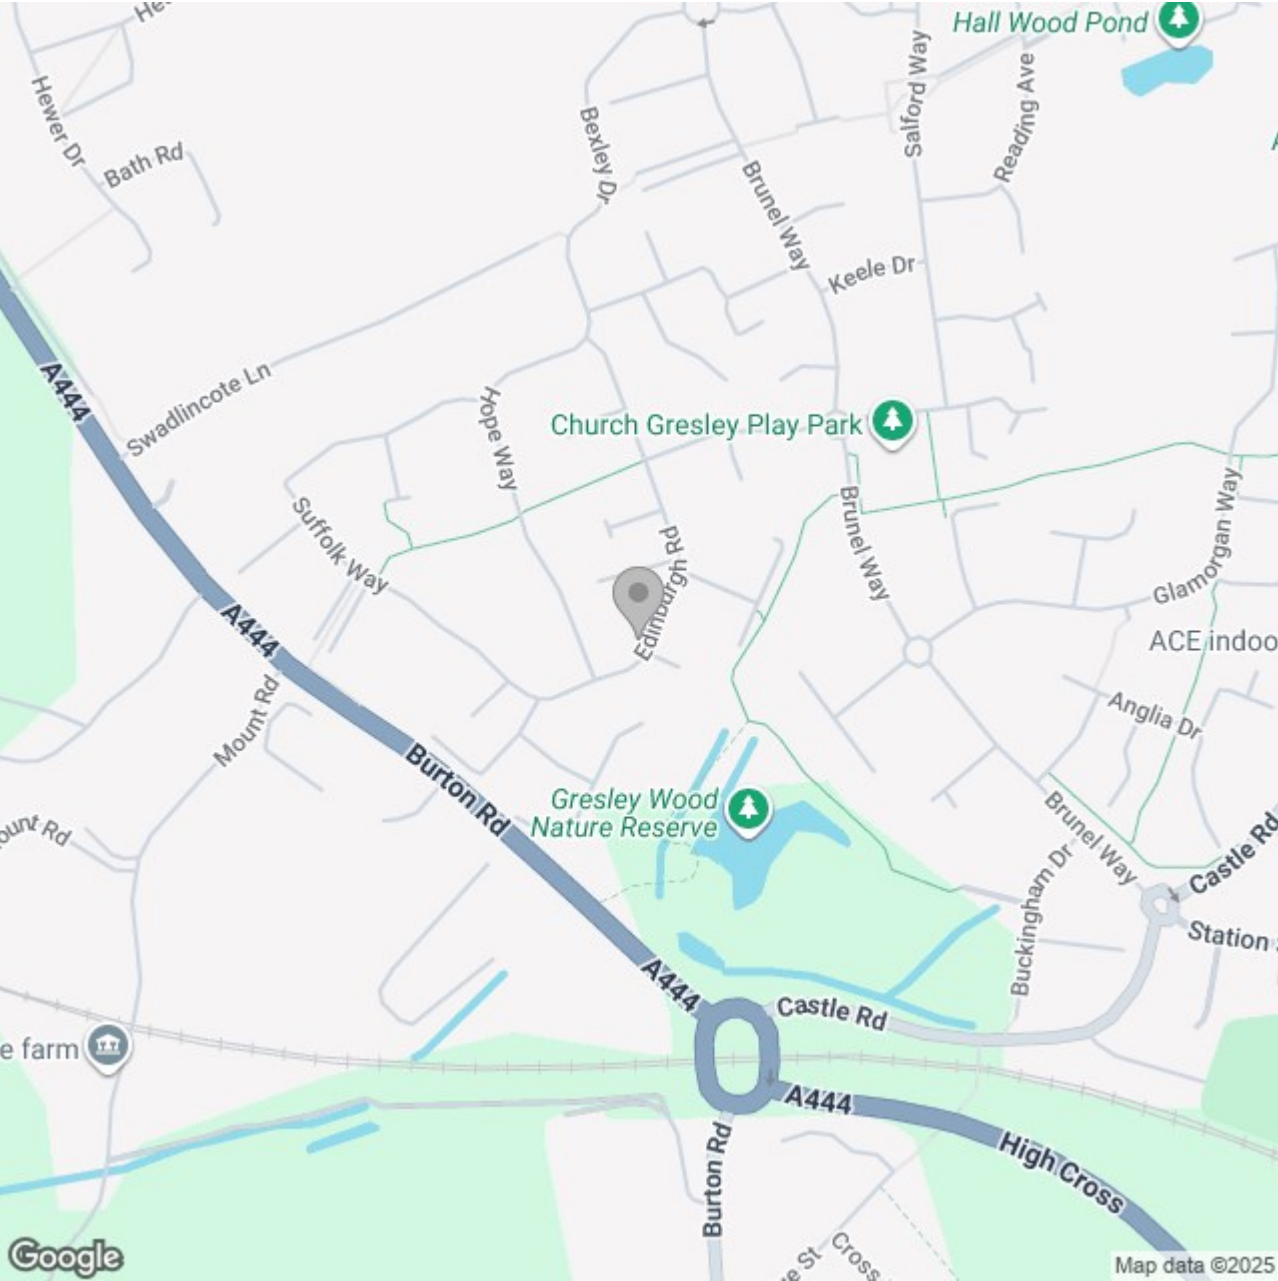 Hall Wood Pond
Hewer Dr
Bath Rd
Bexley Dr
Salford Way
Reading Ave
Brunel Way
Keele Dr
A444
Swadlincote Ln
Hope Way
Church Gresley Play Park
Suffolk Way
Edinburgh Rd
Brunel Way
Glamorgan Way
A444
ACE indoo
Mount Rd
Anglia Dr
Burton Rd
Gresley Wood
Nature Reserve
ount Rd
Brunel Way
Castle Rd
Buckingham Dr
Station
A444
Castle Rd
e farm
A444
High Cross
Burton Rd
Cross
Google
Map data ©2025